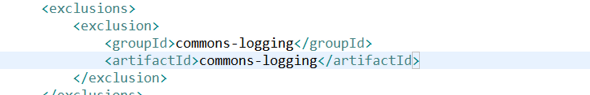 <exclusions>
<exclusion>
<groupId>commons-logging</groupId>
<artifactId>commons-logging</artifactId>
</exclusion>
</exclusions>